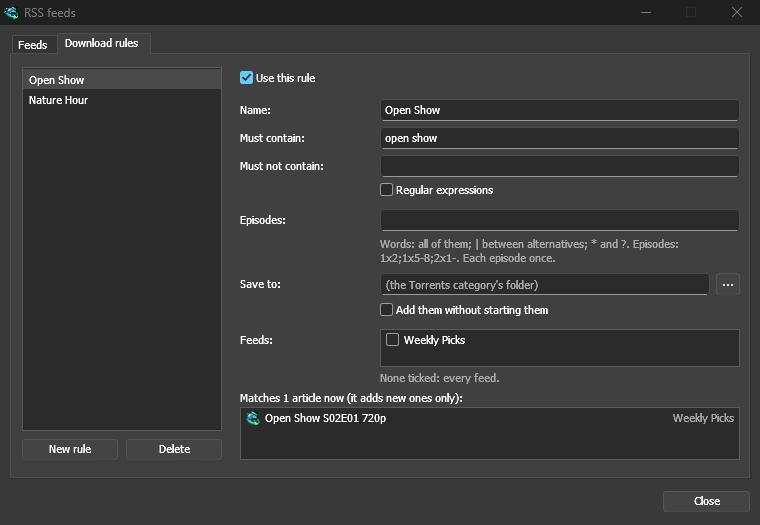 RSS feeds
Feeds
Download rules
Open Show
Nature Hour
New rule
Delete
Use this rule
Name:
Open Show
Must contain:
open show
Must not contain:
Regular expressions
Episodes:
Words: all of them; | between alternatives; * and ?. Episodes:
1x2;1x5-8;2x1-. Each episode once.
Save to:
(the Torrents category's folder)
...
Add them without starting them
Feeds:
Weekly Picks
None ticked: every feed.
Matches 1 article now (it adds new ones only):
Open Show S02E01 720p
Weekly Picks
Close